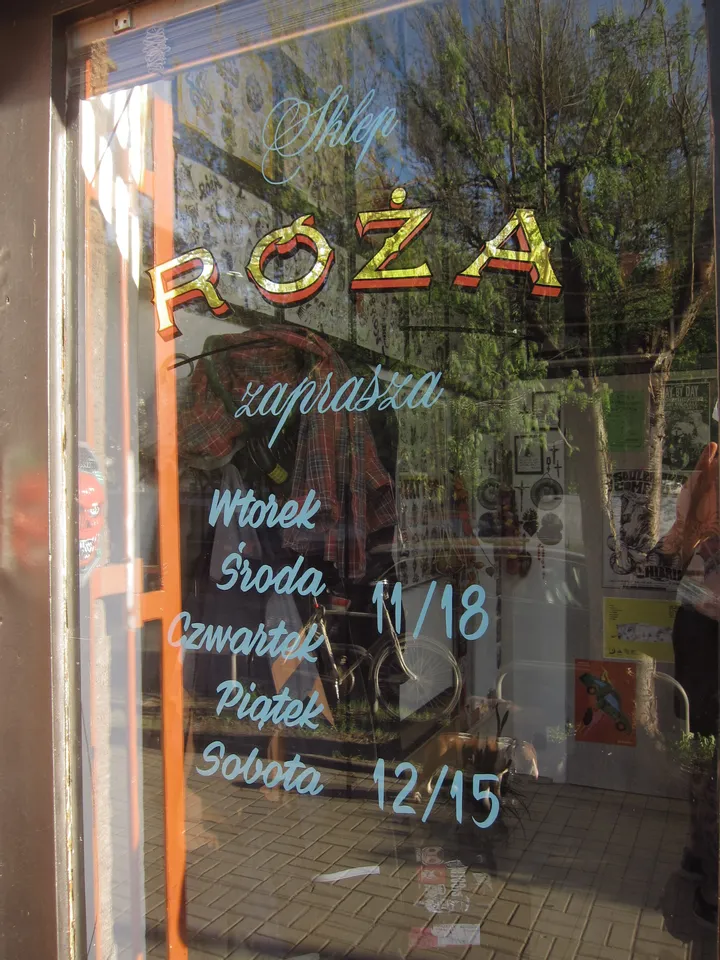 Sklep
RÓŻA
zaprasza
Wtorek
Środa
11/18
Czwartek
Piątek
Sobota
12/15